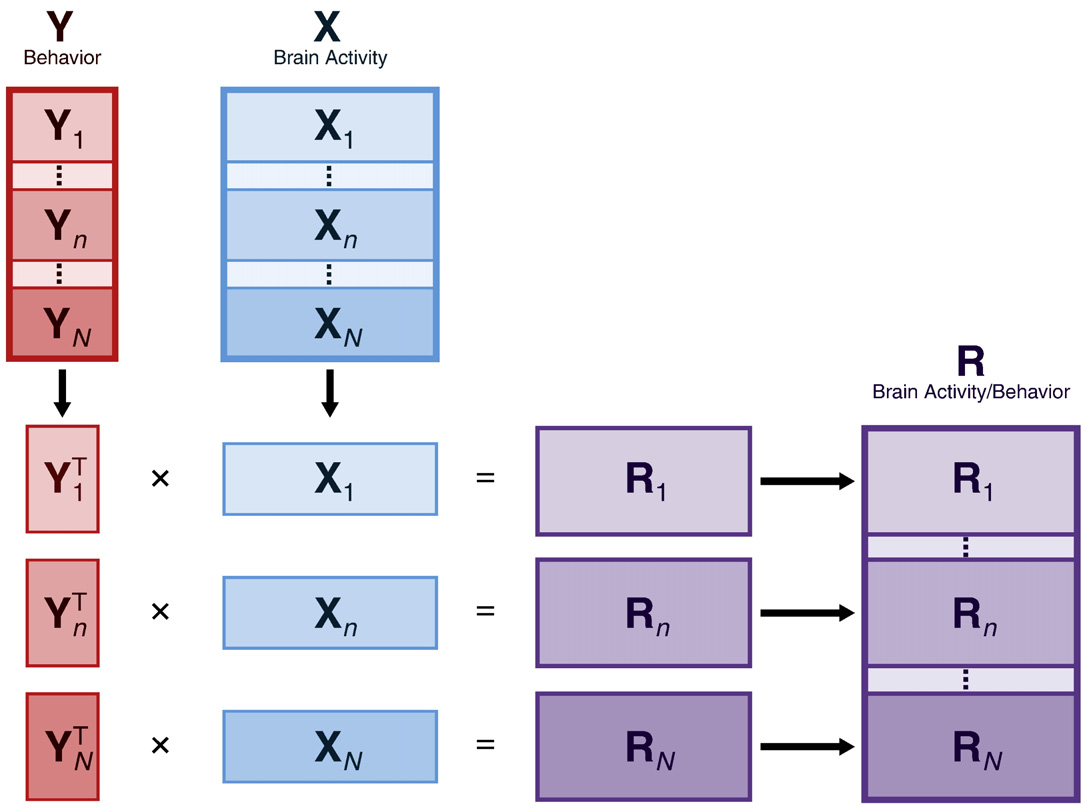 Y X
Behavior Brain Activity
Y1 X1
⋮ ⋮
Yn Xn
⋮ ⋮
YN XN
R
Brain Activity/Behavior
Y1T × X1 = R1 R1
⋮
YnT × Xn = Rn Rn
⋮
YNT × XN = RN RN